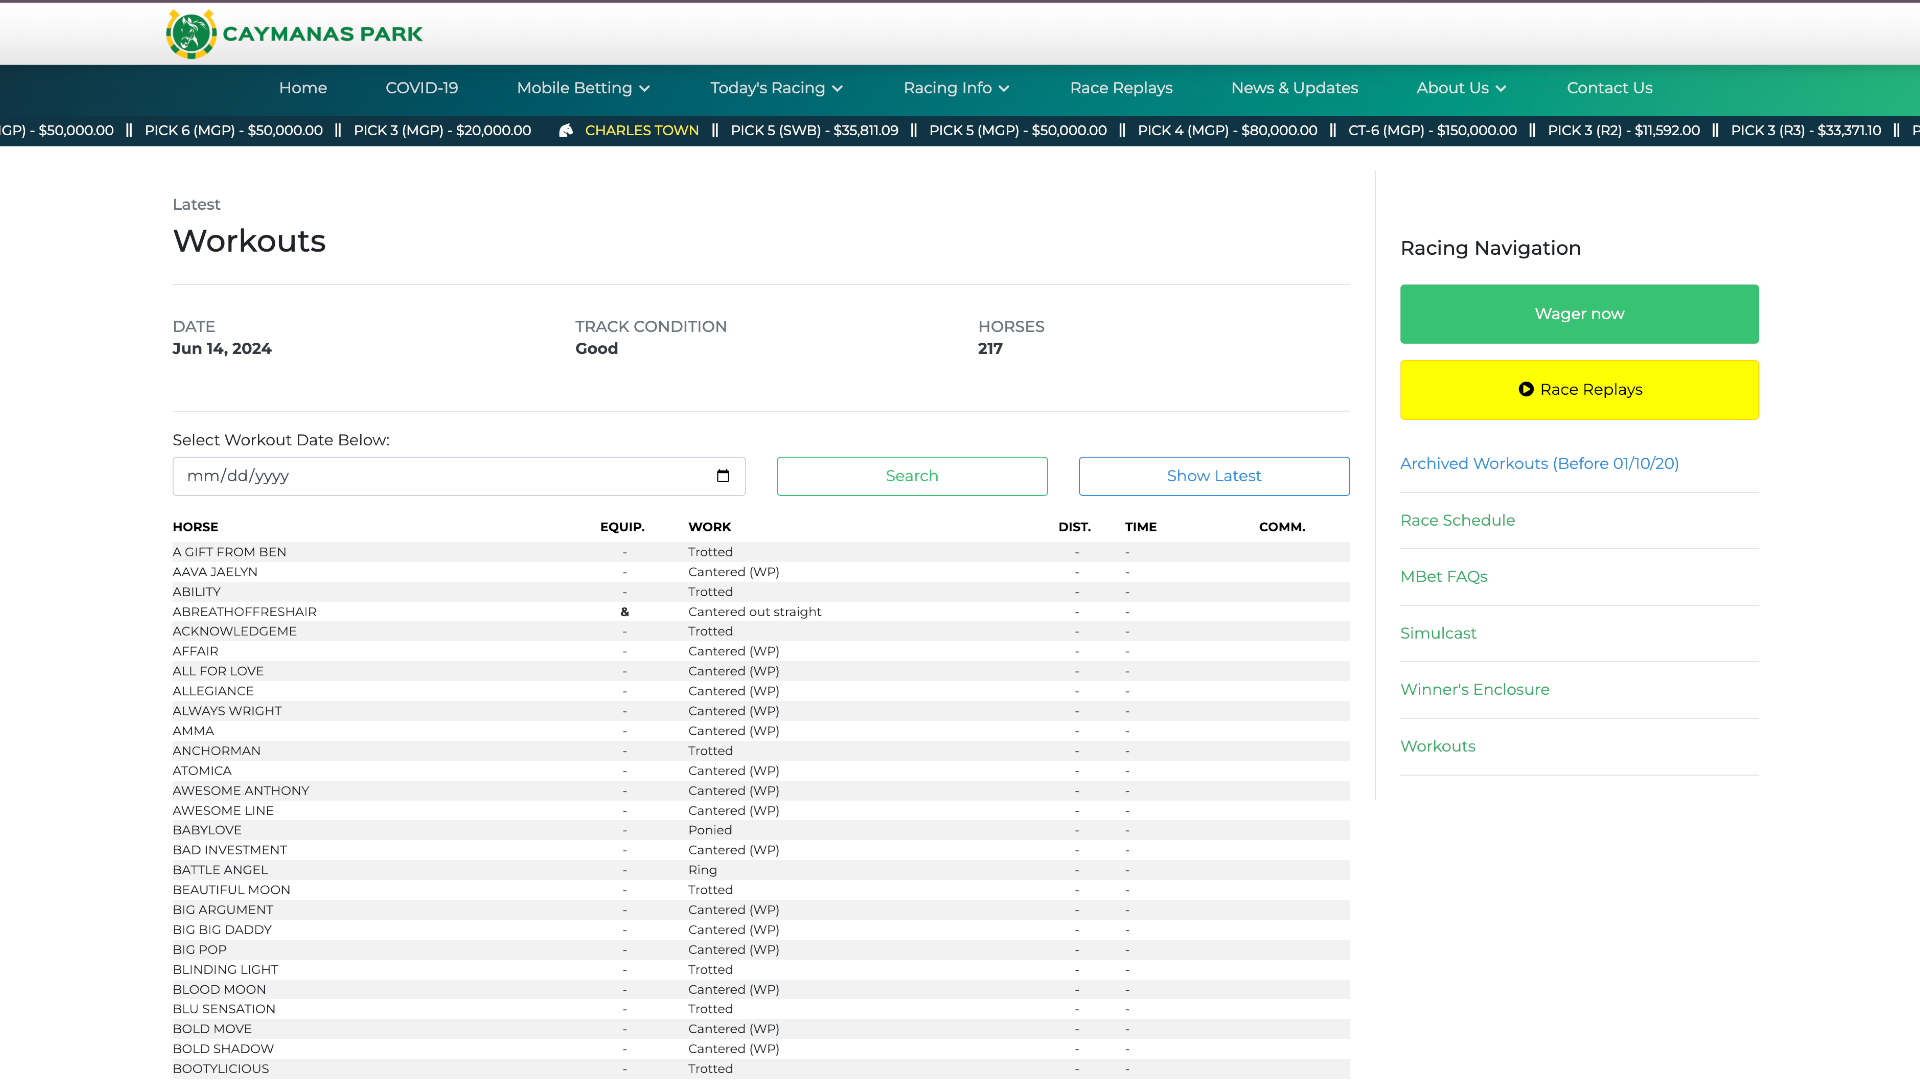 CAYMANAS PARK
Home COVID-19 Mobile Betting Today's Racing Racing Info Race Replays News & Updates About Us Contact Us
GP) - $50,000.00 || PICK 6 (MGP) - $50,000.00 || PICK 3 (MGP) - $20,000.00 CHARLES TOWN || PICK 5 (SWB) - $35,811.09 || PICK 5 (MGP) - $50,000.00 || PICK 4 (MGP) - $80,000.00 || CT-6 (MGP) - $150,000.00 || PICK 3 (R2) - $11,592.00 || PICK 3 (R3) - $33,371.10 || P
Latest
Workouts
DATE TRACK CONDITION HORSES
Jun 14, 2024 Good 217
Select Workout Date Below:
mm/dd/yyyy Search Show Latest
HORSE EQUIP. WORK DIST. TIME COMM.
A GIFT FROM BEN - Trotted - -
AAVA JAELYN - Cantered (WP) - -
ABILITY - Trotted - -
ABREATHOFFRESHAIR & Cantered out straight - -
ACKNOWLEDGEME - Trotted - -
AFFAIR - Cantered (WP) - -
ALL FOR LOVE - Cantered (WP) - -
ALLEGIANCE - Cantered (WP) - -
ALWAYS WRIGHT - Cantered (WP) - -
AMMA - Cantered (WP) - -
ANCHORMAN - Trotted - -
ATOMICA - Cantered (WP) - -
AWESOME ANTHONY - Cantered (WP) - -
AWESOME LINE - Cantered (WP) - -
BABYLOVE - Ponied - -
BAD INVESTMENT - Cantered (WP) - -
BATTLE ANGEL - Ring - -
BEAUTIFUL MOON - Trotted - -
BIG ARGUMENT - Cantered (WP) - -
BIG BIG DADDY - Cantered (WP) - -
BIG POP - Cantered (WP) - -
BLINDING LIGHT - Trotted - -
BLOOD MOON - Cantered (WP) - -
BLU SENSATION - Trotted - -
BOLD MOVE - Cantered (WP) - -
BOLD SHADOW - Cantered (WP) - -
BOOTYLICIOUS - Trotted - -
Racing Navigation
Wager now
Race Replays
Archived Workouts (Before 01/10/20)
Race Schedule
MBet FAQs
Simulcast
Winner's Enclosure
Workouts